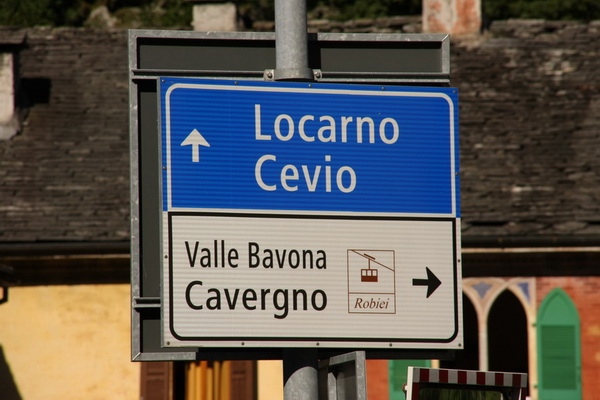 Locarno
Cevio
Valle Bavona
Cavergno
Robiei